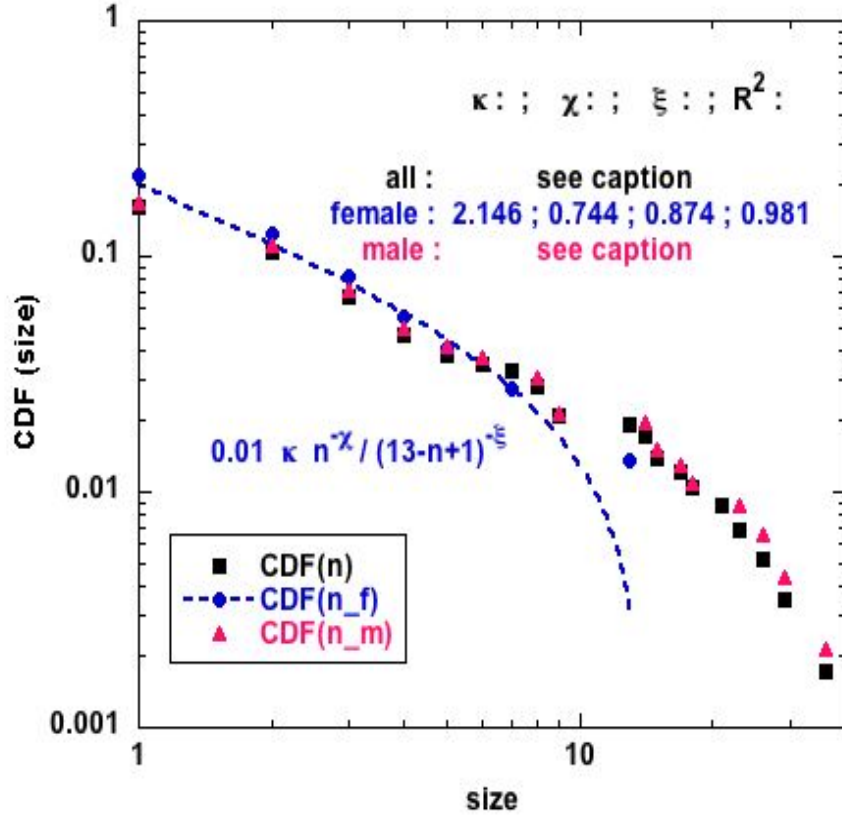 1
κ : ; χ : ; ξ : ; R² :
all : see caption
female : 2.146 ; 0.744 ; 0.874 ; 0.981
male : see caption
0.1
CDF (size)
0.01 κ n^-χ / (13-n+1)^-ξ
0.01
CDF(n)
CDF(n_f)
CDF(n_m)
0.001
1 10
size